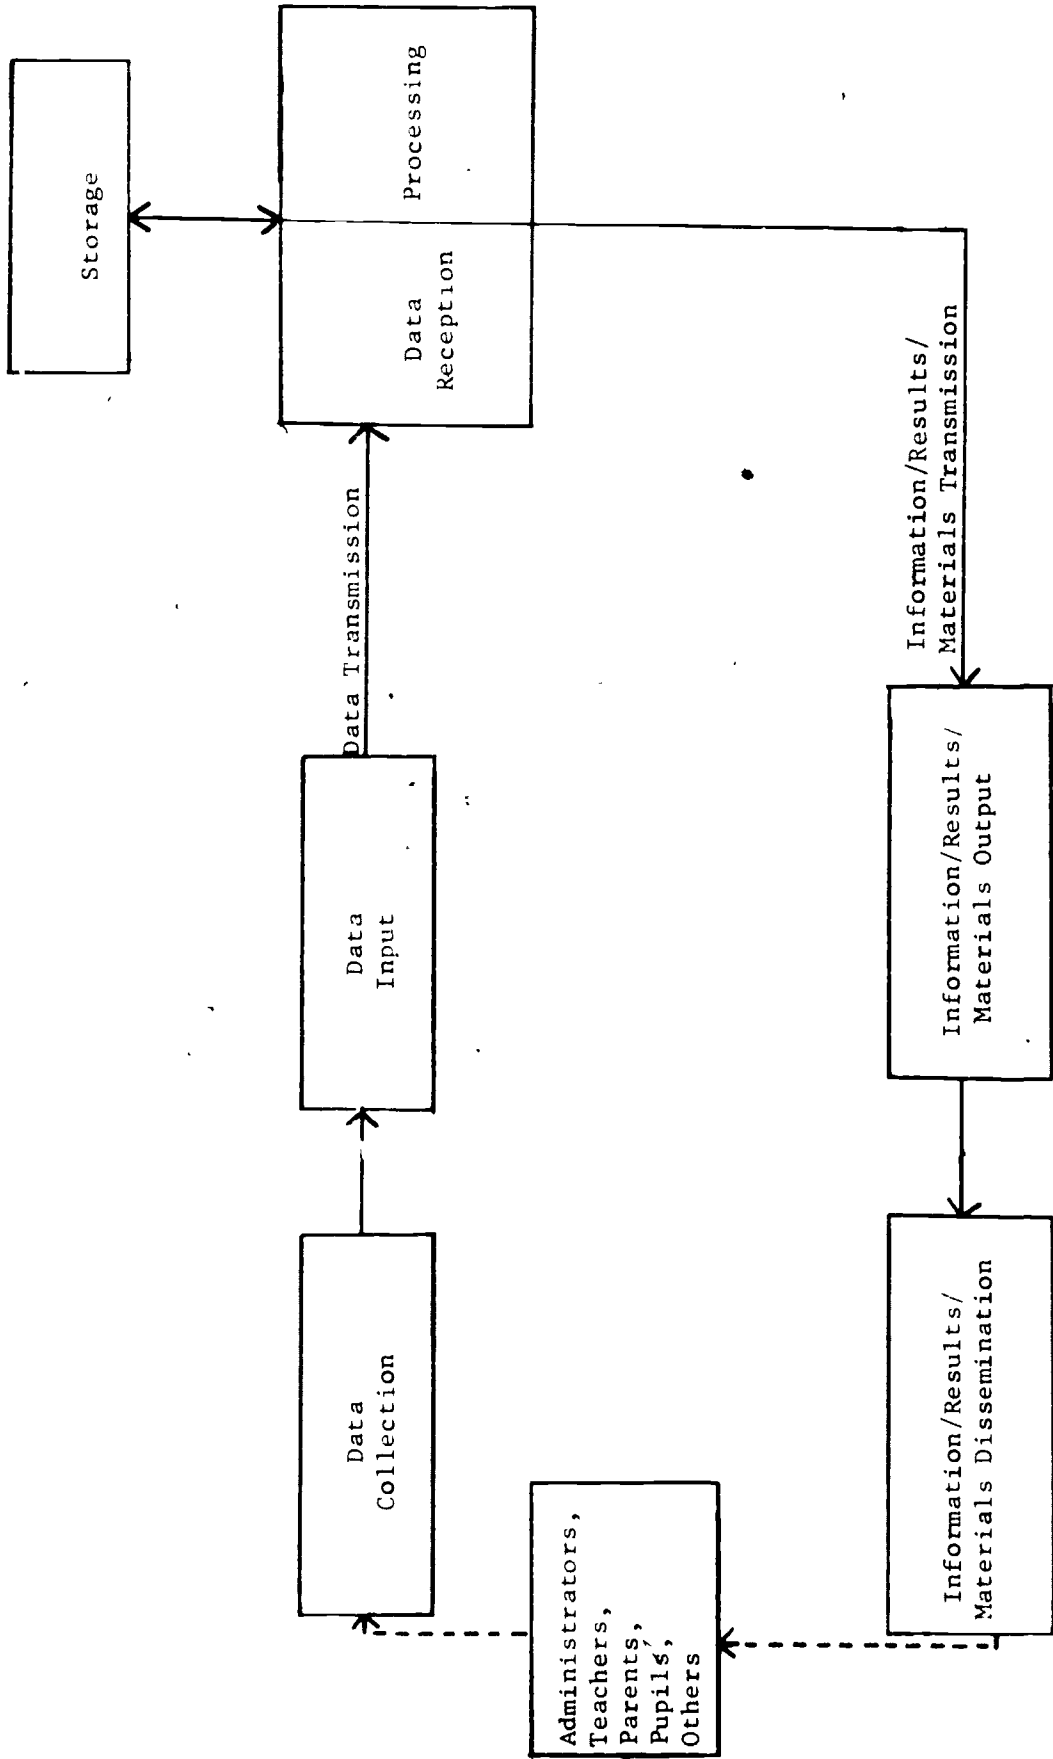 Storage
Data
Reception
Processing
Data Transmission
Data
Input
Data
Collection
Administrators,
Teachers,
Parents,
Pupils,
Others
Information/Results/
Materials Transmission
Information/Results/
Materials Output
Information/Results/
Materials Dissemination